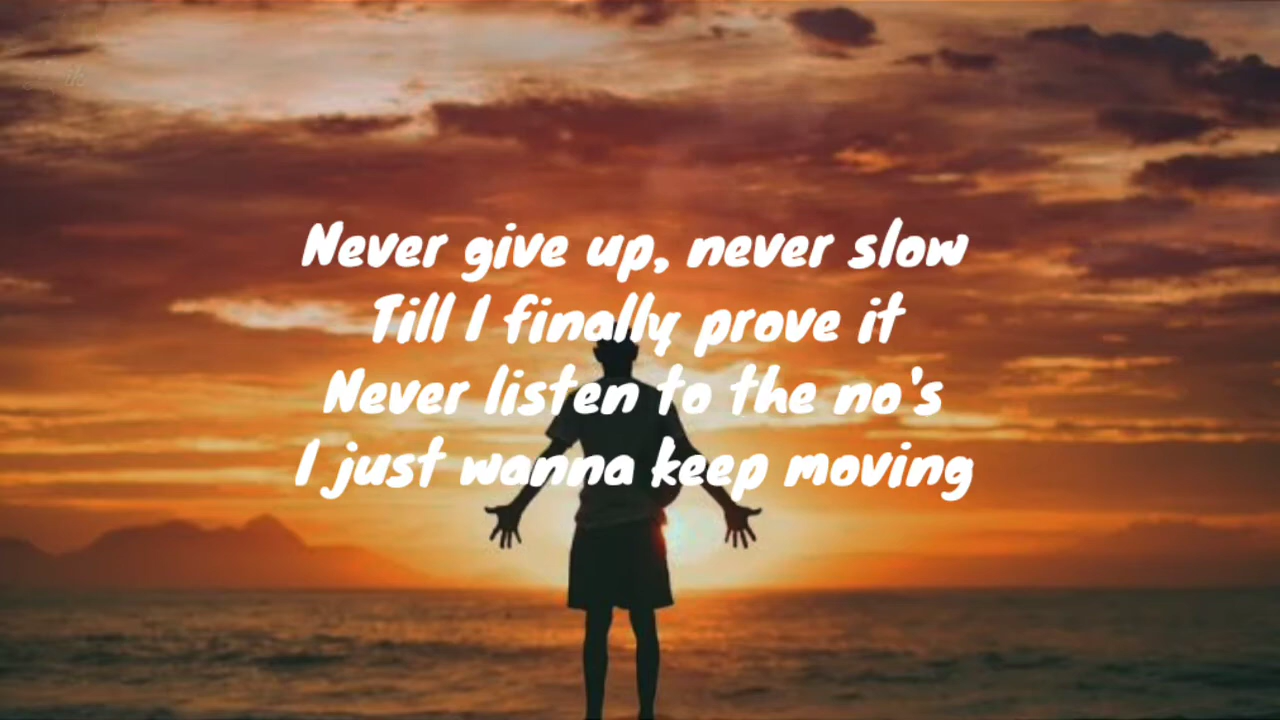 Never give up, never slow
Till I finally prove it
Never listen to the no's
I just wanna keep moving